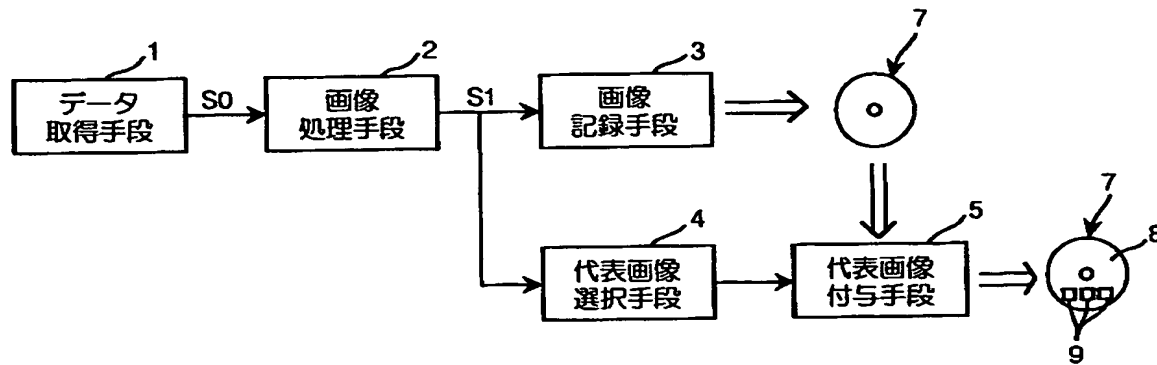 1
データ
取得手段
S0
2
画像
処理手段
S1
3
画像
記録手段
7
4
代表画像
選択手段
5
代表画像
付与手段
7
8
9